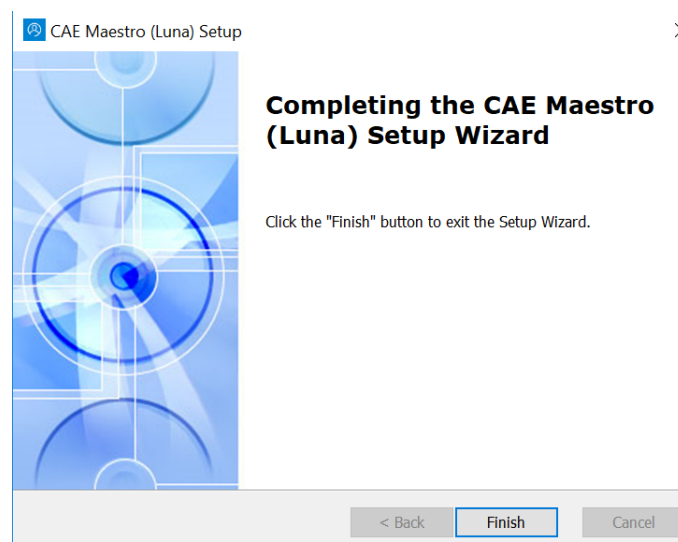 CAE Maestro (Luna) Setup
Completing the CAE Maestro
(Luna) Setup Wizard
Click the "Finish" button to exit the Setup Wizard.
< Back Finish Cancel